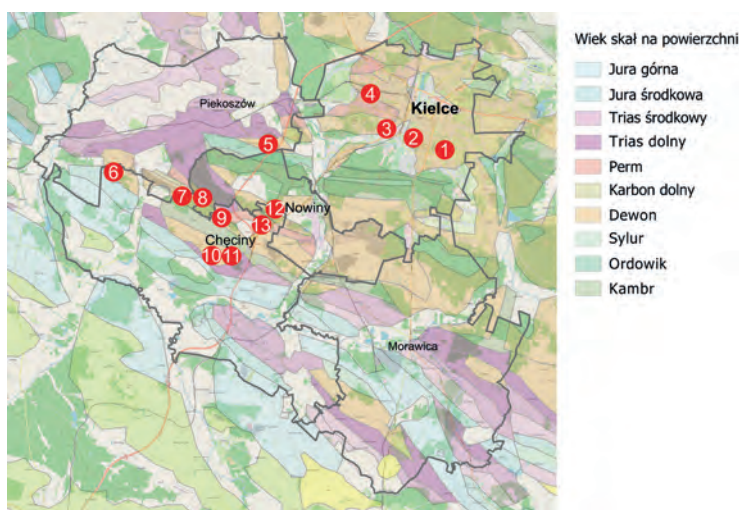 Wiek skał na powierzchni
Jura górna
Jura środkowa
Trias środkowy
Trias dolny
Perm
Karbon dolny
Dewon
Sylur
Ordowik
Kambr
Piekoszów
Kielce
4
3
2
1
5
6
7
8
9
12
Nowiny
13
Chęciny
10
11
Morawica